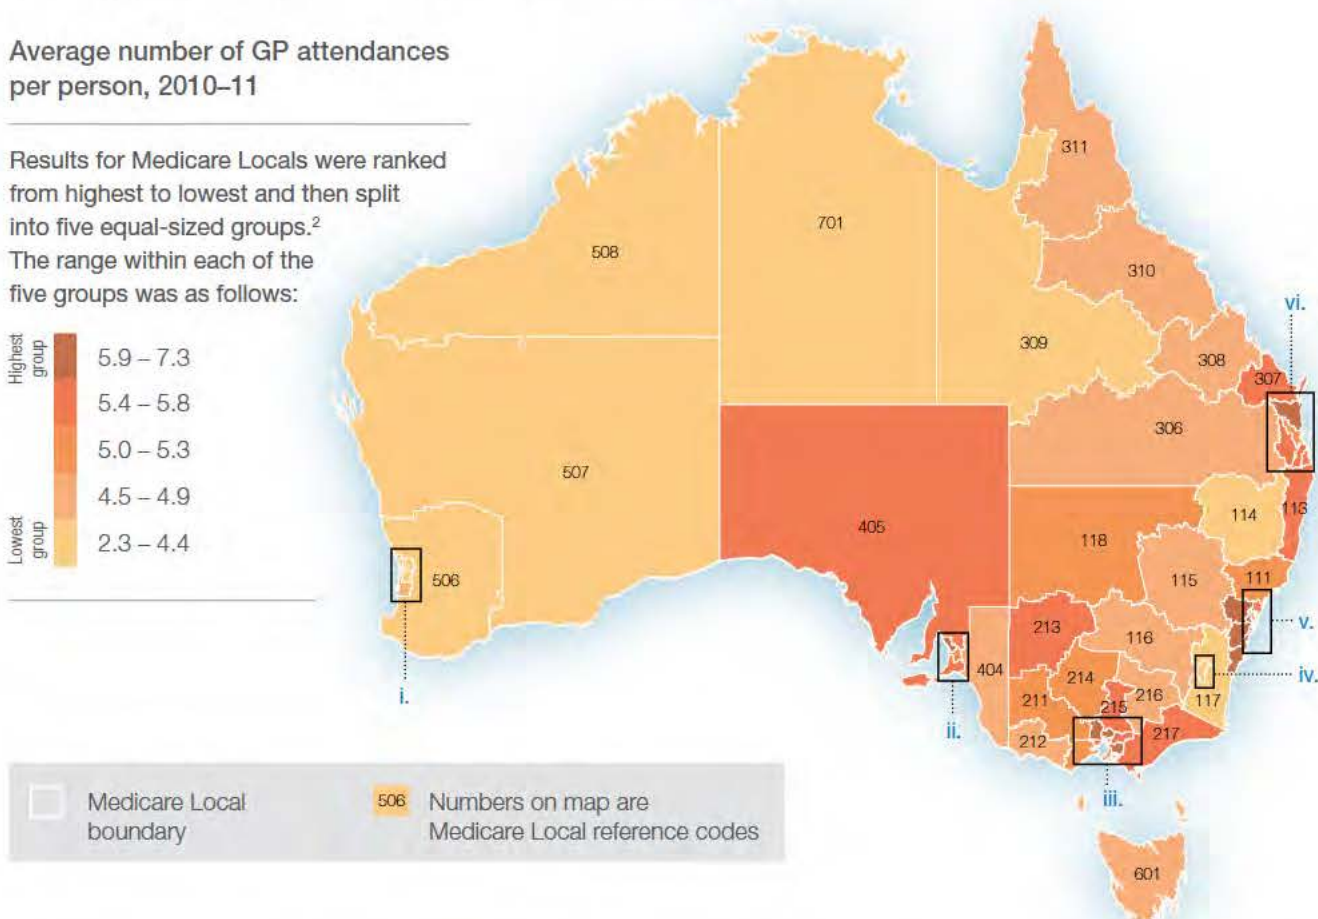 Average number of GP attendances
per person, 2010–11
Results for Medicare Locals were ranked
from highest to lowest and then split
into five equal-sized groups.²
The range within each of the
five groups was as follows:
Highest
group
5.9 – 7.3
5.4 – 5.8
5.0 – 5.3
4.5 – 4.9
Lowest
group
2.3 – 4.4
Medicare Local
boundary
506
Numbers on map are
Medicare Local reference codes
311
701
508
310
vi.
309
308
307
306
507
114
113
405
118
506
115
111
213
116
v.
404
214
iv.
i.
211
215
216
117
ii.
212
217
iii.
601